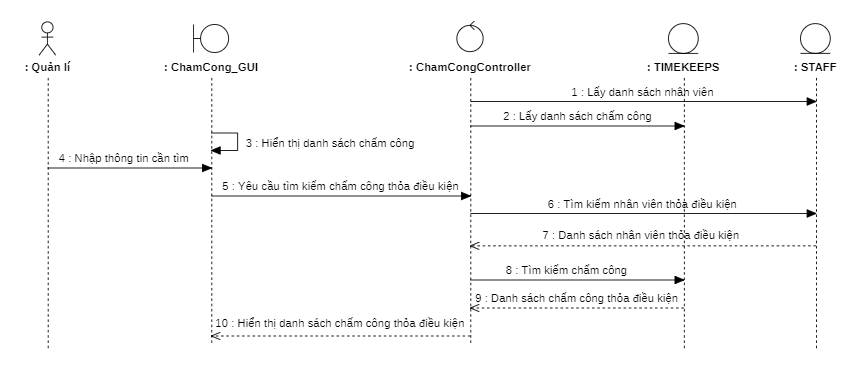 : Quản lí
: ChamCong_GUI
: ChamCongController
: TIMEKEEPS
: STAFF
1 : Lấy danh sách nhân viên
2 : Lấy danh sách chấm công
3 : Hiển thị danh sách chấm công
4 : Nhập thông tin cần tìm
5 : Yêu cầu tìm kiếm chấm công thỏa điều kiện
6 : Tìm kiếm nhân viên thỏa điều kiện
7 : Danh sách nhân viên thỏa điều kiện
8 : Tìm kiếm chấm công
9 : Danh sách chấm công thỏa điều kiện
10 : Hiển thị danh sách chấm công thỏa điều kiện